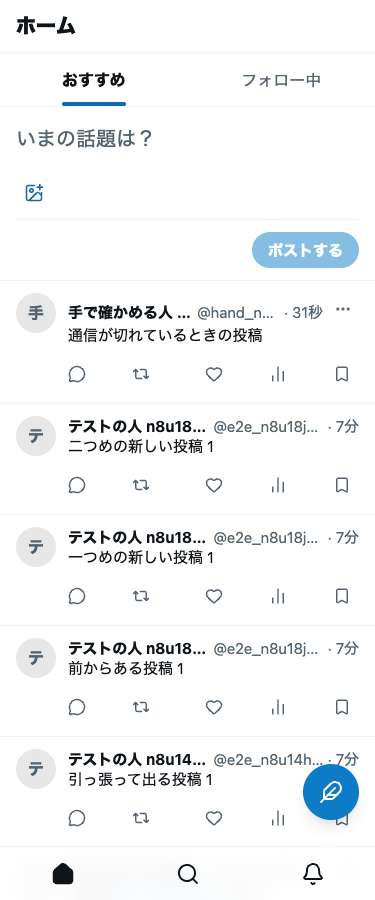 ホーム
おすすめ
フォロー中
いまの話題は？
ポストする
手
手で確かめる人 ... @hand_n... · 31秒
通信が切れているときの投稿
テ
テストの人 n8u18... @e2e_n8u18j... · 7分
二つめの新しい投稿 1
テ
テストの人 n8u18... @e2e_n8u18j... · 7分
一つめの新しい投稿 1
テ
テストの人 n8u18... @e2e_n8u18j... · 7分
前からある投稿 1
テ
テストの人 n8u14... @e2e_n8u14h... · 7分
引っ張って出る投稿 1